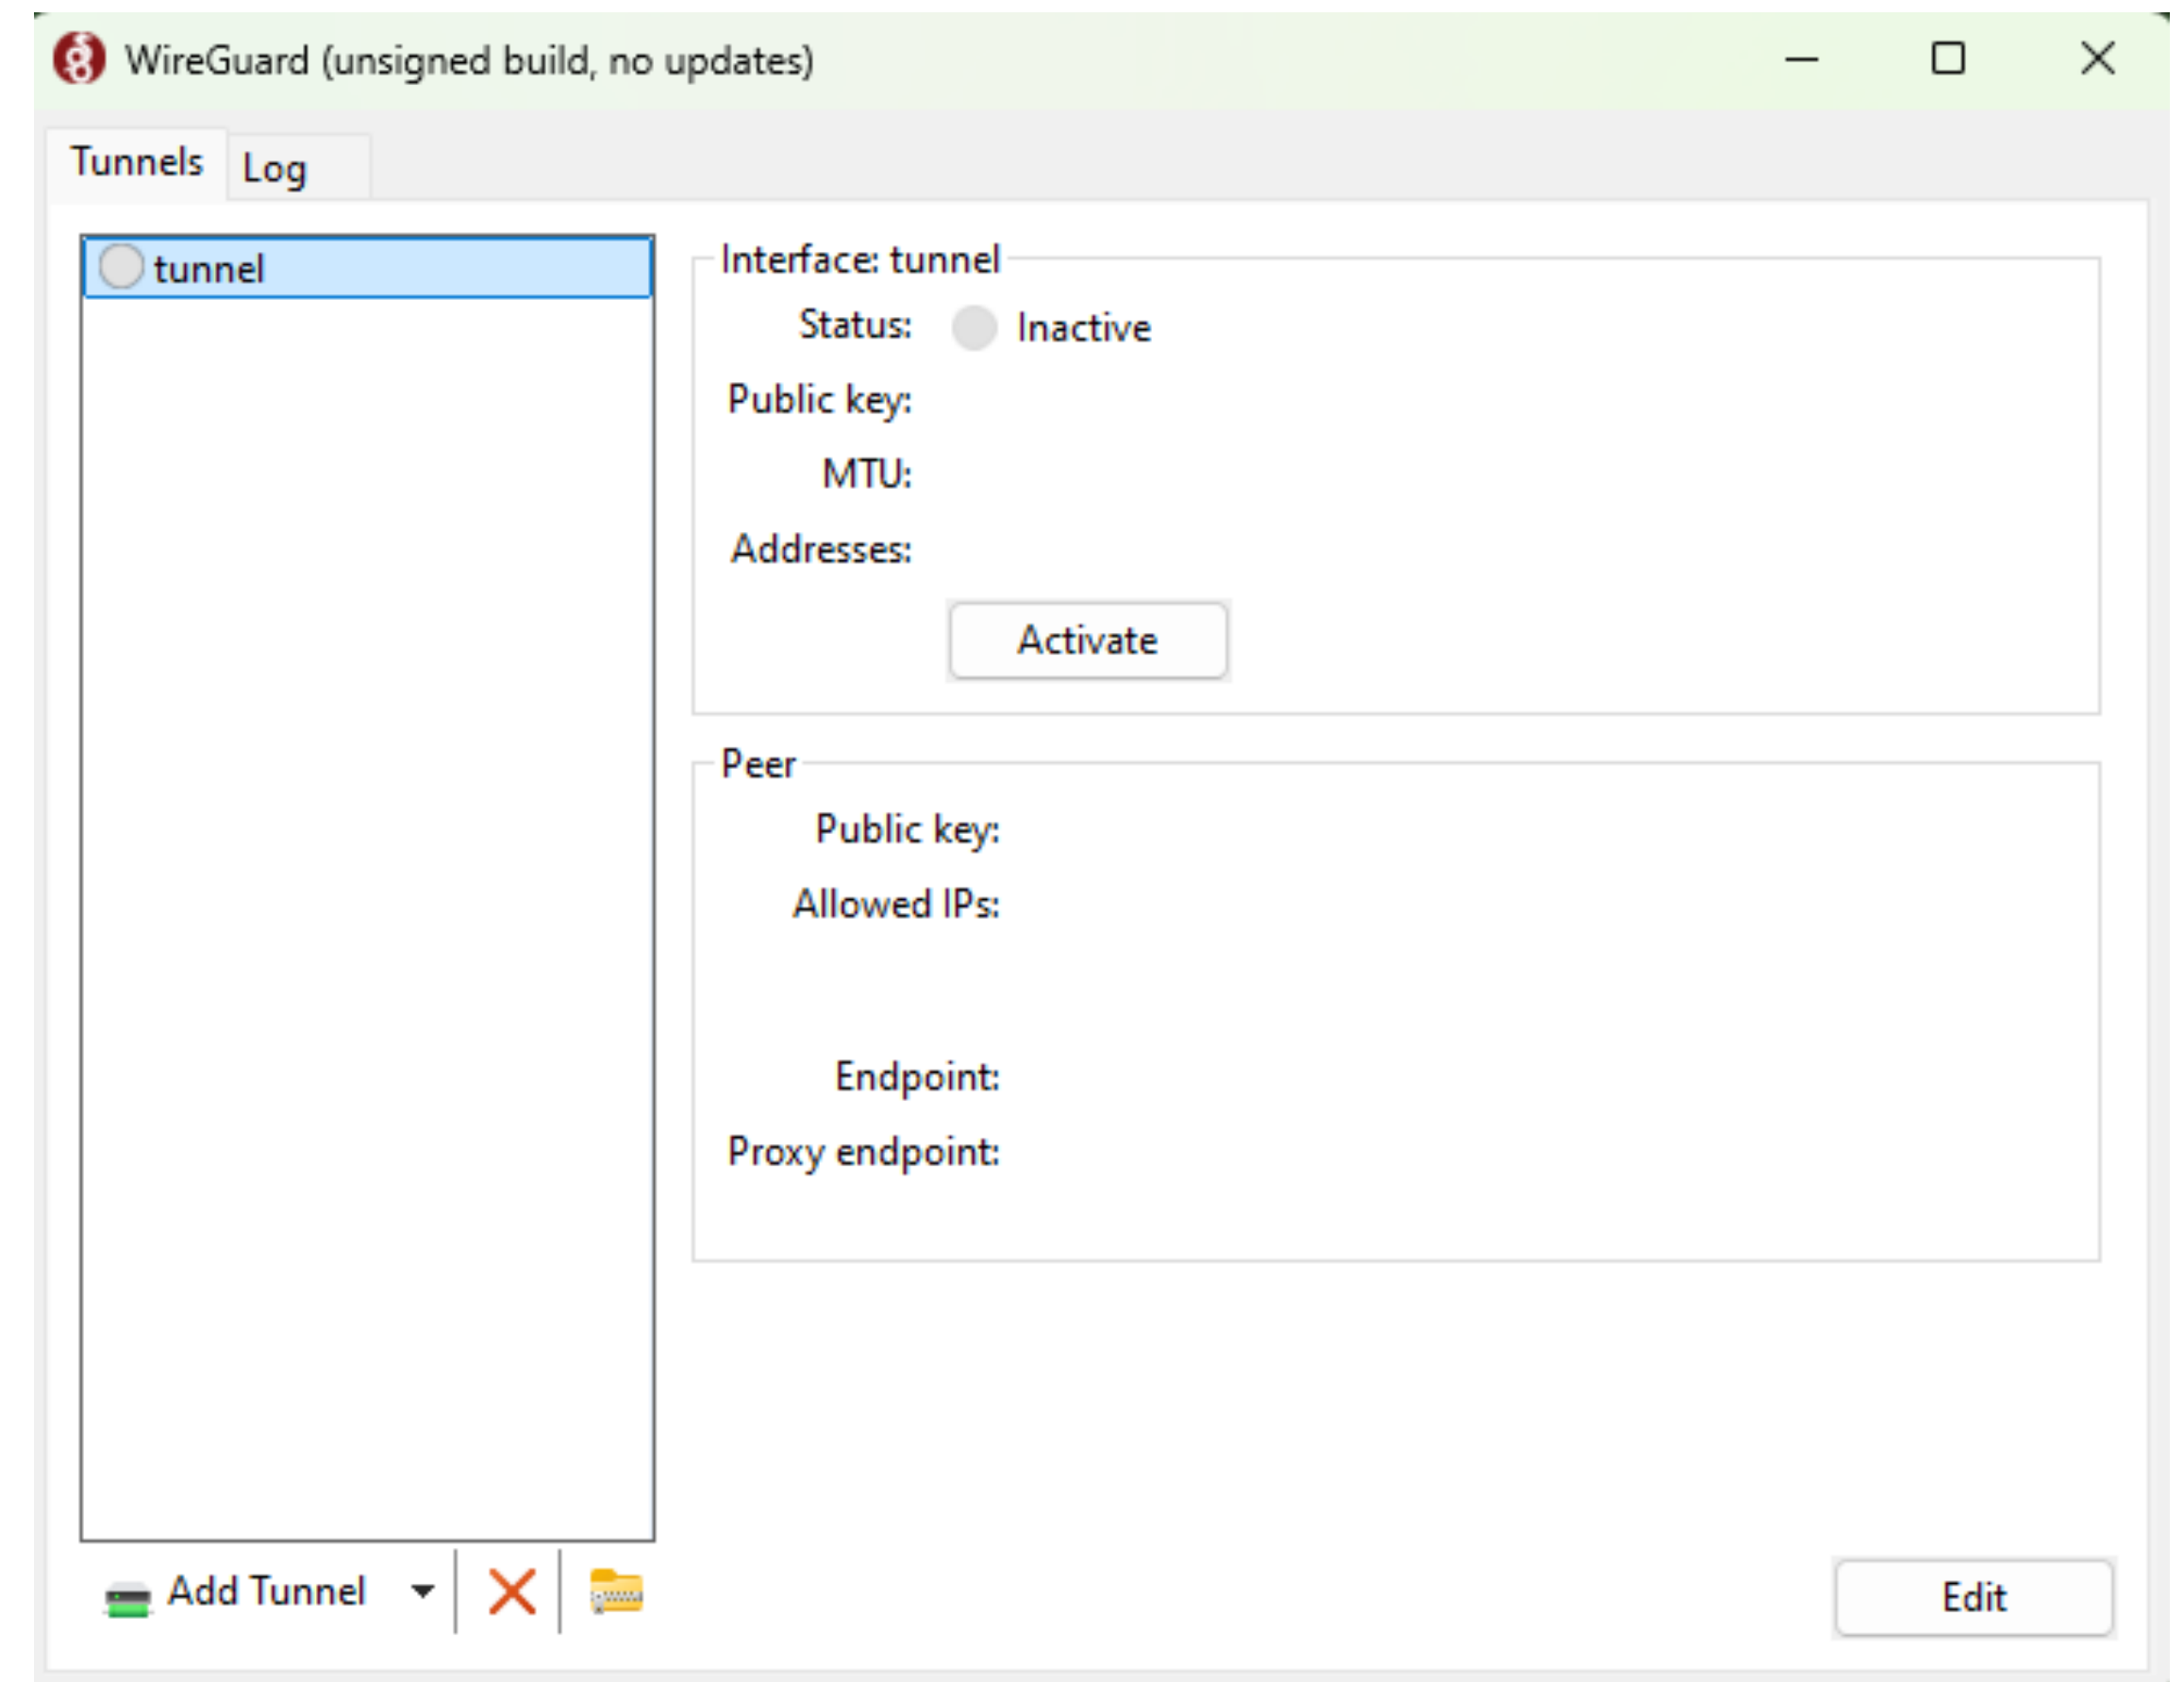 WireGuard (unsigned build, no updates)
Tunnels
Log
tunnel
Interface: tunnel
Status: Inactive
Public key:
MTU:
Addresses:
Activate
Peer
Public key:
Allowed IPs:
Endpoint:
Proxy endpoint:
Add Tunnel
Edit